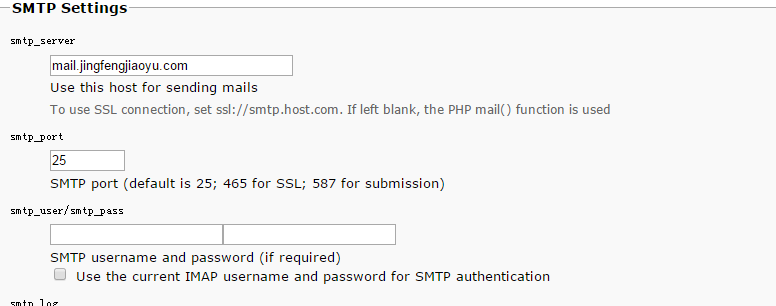 SMTP Settings
smtp_server
mail.jingfengjiaoyu.com
Use this host for sending mails
To use SSL connection, set ssl://smtp.host.com. If left blank, the PHP mail() function is used
smtp_port
25
SMTP port (default is 25; 465 for SSL; 587 for submission)
smtp_user/smtp_pass
SMTP username and password (if required)
Use the current IMAP username and password for SMTP authentication
smtp_log